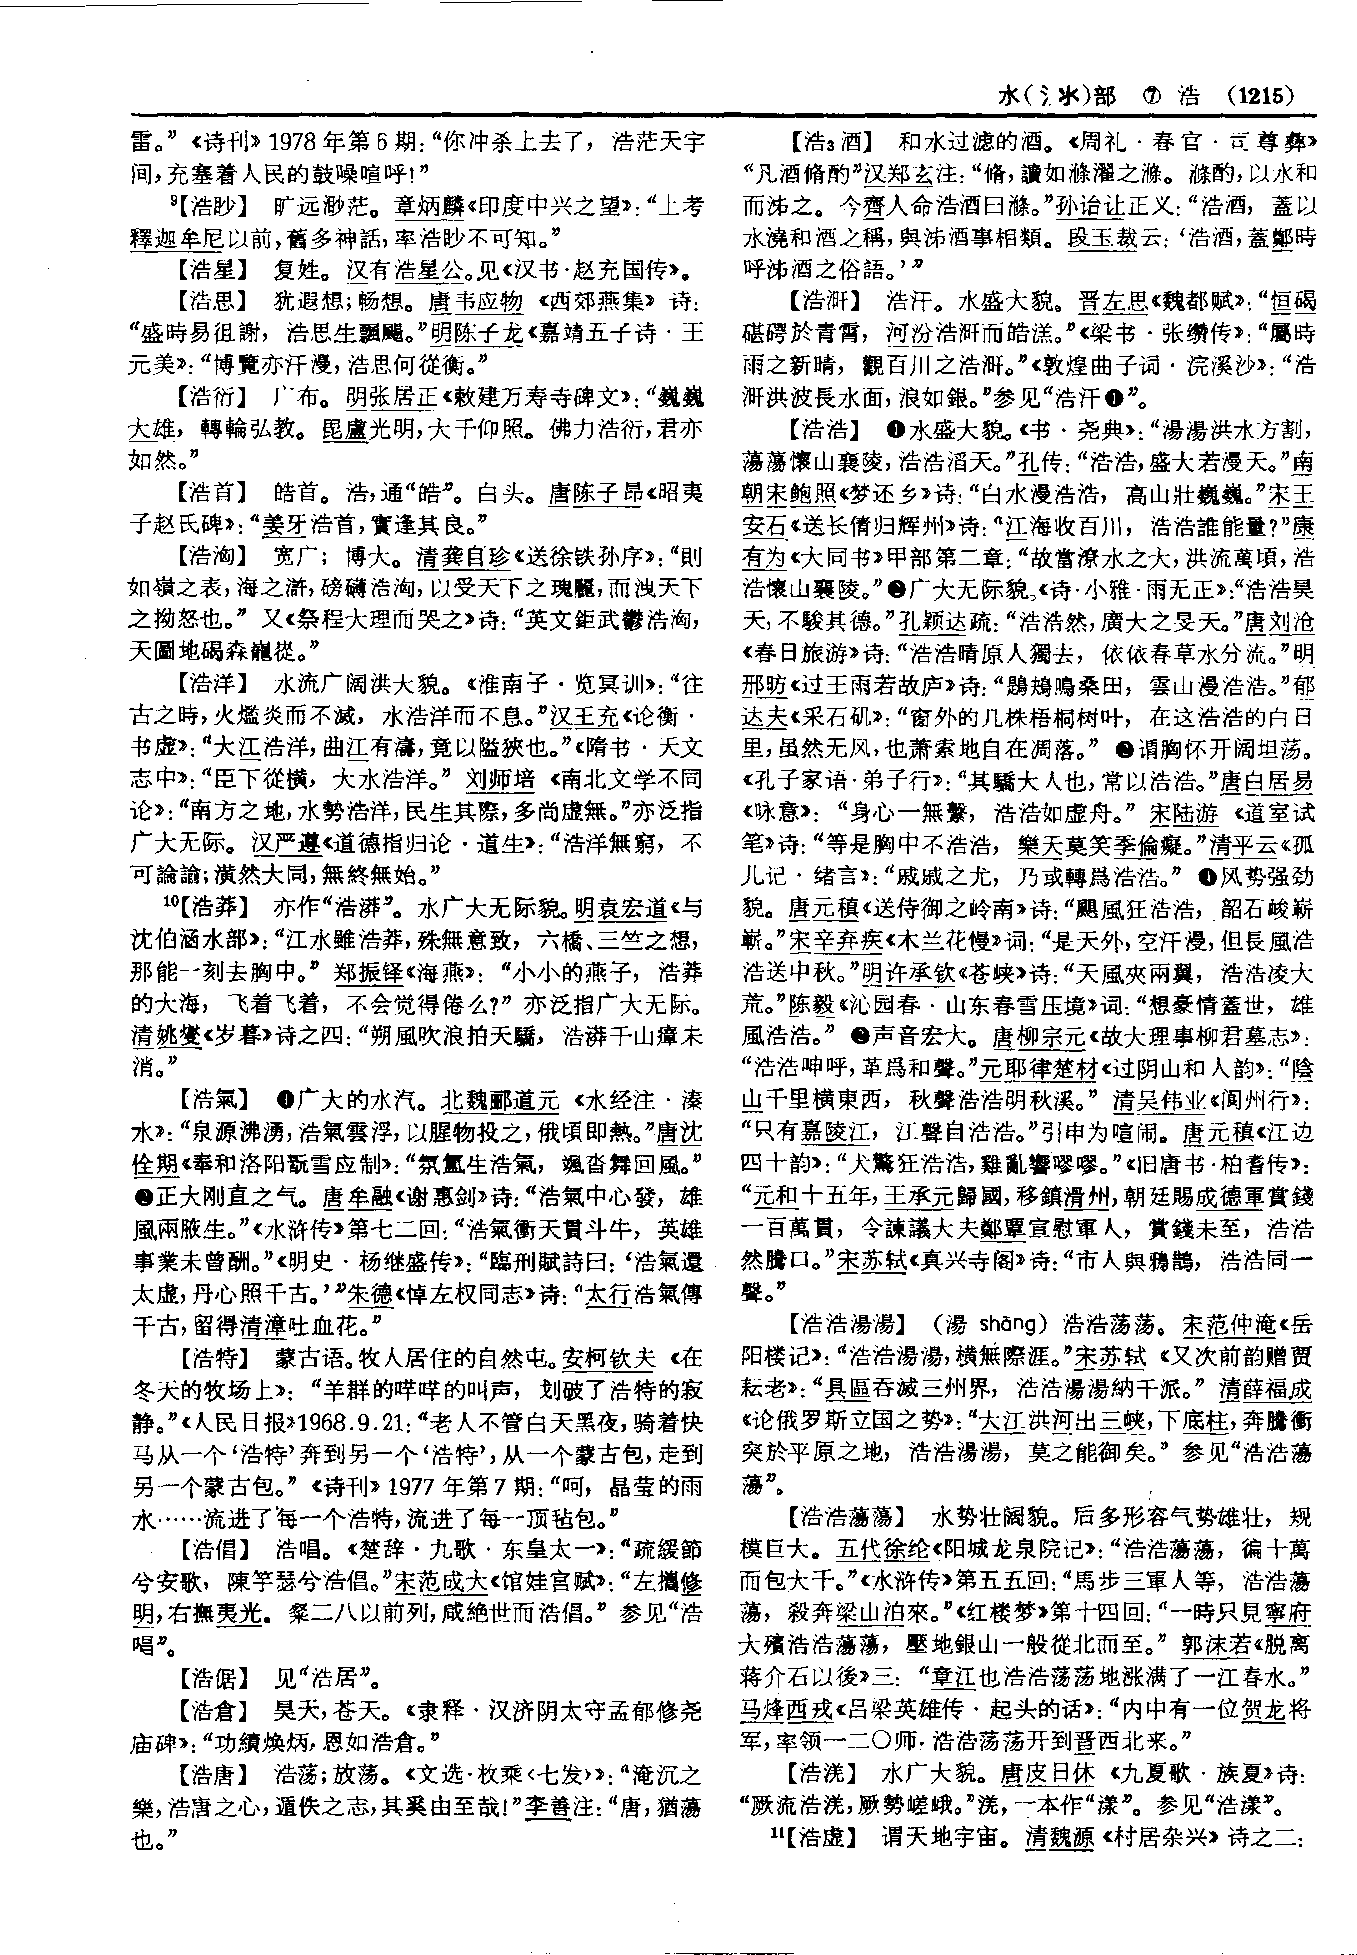 水(氵氺)部 ⑦ 浩 (1215)
雷。”《诗刊》1978年第6期：“你冲杀上去了，浩茫天宇
间，充塞着人民的鼓噪喧呼！”
⁹【浩眇】 旷远渺茫。章炳麟《印度中兴之望》：“上考
釋迦牟尼以前，舊多神話，率浩眇不可知。”
【浩星】 复姓。汉有浩星公。见《汉书·赵充国传》。
【浩思】 犹遐想；畅想。唐韦应物《西郊燕集》诗：
“盛時易徂謝，浩思生飄颺。”明陈子龙《嘉靖五子诗·王
元美》：“博覽亦汗漫，浩思何從衡。”
【浩衍】 广布。明张居正《敕建万寿寺碑文》：“巍巍
大雄，轉輪弘教。毘盧光明，大千仰照。佛力浩衍，君亦
如然。”
【浩首】 皓首。浩，通“皓”。白头。唐陈子昂《昭夷
子赵氏碑》：“姜牙浩首，實逢其良。”
【浩洶】 宽广；博大。清龚自珍《送徐铁孙序》：“則
如嶺之表，海之滸，磅礴浩洶，以受天下之瑰麗，而洩天下
之拗怒也。”又《祭程大理而哭之》诗：“英文鉅武鬱浩洶，
天圖地碣森巃嵸。”
【浩洋】 水流广阔洪大貌。《淮南子·览冥训》：“往
古之時，火爁炎而不滅，水浩洋而不息。”汉王充《论衡·
书虚》：“大江浩洋，曲江有濤，竟以隘狹也。”《隋书·天文
志中》：“臣下從横，大水浩洋。”刘师培《南北文学不同
论》：“南方之地，水勢浩洋，民生其際，多尚虚無。”亦泛指
广大无际。汉严遵《道德指归论·道生》：“浩洋無窮，不
可論諭；潢然大同，無終無始。”
¹⁰【浩莽】 亦作“浩漭”。水广大无际貌。明袁宏道《与
沈伯涵水部》：“江水雖浩莽，殊無意致，六橋、三竺之想，
那能一刻去胸中。”郑振铎《海燕》：“小小的燕子，浩莽
的大海，飞着飞着，不会觉得倦么？”亦泛指广大无际。
清姚燮《岁暮》诗之四：“朔風吹浪拍天驕，浩漭千山瘴未
消。”
【浩氣】 ❶广大的水汽。北魏郦道元《水经注·溱
水》：“泉源沸湧，浩氣雲浮，以腥物投之，俄頃即熱。”唐沈
佺期《奉和洛阳翫雪应制》：“氛氳生浩氣，颯沓舞回風。”
❷正大刚直之气。唐牟融《谢惠剑》诗：“浩氣中心發，雄
風兩腋生。”《水浒传》第七二回：“浩氣衝天貫斗牛，英雄
事業未曾酬。”《明史·杨继盛传》：“臨刑賦詩曰：‘浩氣還
太虚，丹心照千古。’”朱德《悼左权同志》诗：“太行浩氣傳
千古，留得清漳吐血花。”
【浩特】 蒙古语。牧人居住的自然屯。安柯钦夫《在
冬天的牧场上》：“羊群的咩咩的叫声，划破了浩特的寂
静。”《人民日报》1968.9.21：“老人不管白天黑夜，骑着快
马从一个‘浩特’奔到另一个‘浩特’，从一个蒙古包，走到
另一个蒙古包。”《诗刊》1977年第7期：“呵，晶莹的雨
水……流进了每一个浩特，流进了每一顶毡包。”
【浩倡】 浩唱。《楚辞·九歌·东皇太一》：“疏緩節
兮安歌，陳竽瑟兮浩倡。”宋范成大《馆娃宫赋》：“左攜脩
明，右撫夷光。粲二八以前列，咸絶世而浩倡。”参见“浩
唱”。
【浩倨】 见“浩居”。
【浩倉】 昊天，苍天。《隶释·汉济阴太守孟郁修尧
庙碑》：“功績焕炳，恩如浩倉。”
【浩唐】 浩荡；放荡。《文选·枚乘〈七发〉》：“淹沉之
樂，浩唐之心，遁佚之志，其奚由至哉！”李善注：“唐，猶蕩
也。”
【浩₃酒】 和水过滤的酒。《周礼·春官·司尊彝》
“凡酒脩酌”汉郑玄注：“脩，讀如滌濯之滌。滌酌，以水和
而泲之。今齊人命浩酒曰滌。”孙诒让正义：“浩酒，蓋以
水澆和酒之稱，與泲酒事相類。段玉裁云：‘浩酒，蓋鄭時
呼泲酒之俗語。’”
【浩汧】 浩汗。水盛大貌。晋左思《魏都赋》：“恒碣
碪磍於青霄，河汾浩汧而皓溔。”《梁书·张缵传》：“屬時
雨之新晴，觀百川之浩汧。”《敦煌曲子词·浣溪沙》：“浩
汧洪波長水面，浪如銀。”参见“浩汗❶”。
【浩浩】 ❶水盛大貌。《书·尧典》：“湯湯洪水方割，
蕩蕩懷山襄陵，浩浩滔天。”孔传：“浩浩，盛大若漫天。”南
朝宋鲍照《梦还乡》诗：“白水漫浩浩，高山壯巍巍。”宋王
安石《送长倩归辉州》诗：“江海收百川，浩浩誰能量？”康
有为《大同书》甲部第二章：“故當潦水之大，洪流萬頃，浩
浩懷山襄陵。”❷广大无际貌。《诗·小雅·雨无正》：“浩浩昊
天，不駿其德。”孔颖达疏：“浩浩然，廣大之旻天。”唐刘沧
《春日旅游》诗：“浩浩晴原人獨去，依依春草水分流。”明
邢昉《过王雨若故庐》诗：“鶗鴂鳴桑田，雲山漫浩浩。”郁
达夫《采石矶》：“窗外的几株梧桐树叶，在这浩浩的白日
里，虽然无风，也萧索地自在凋落。”❸谓胸怀开阔坦荡。
《孔子家语·弟子行》：“其驕大人也，常以浩浩。”唐白居易
《咏意》：“身心一無繫，浩浩如虚舟。”宋陆游《道室试
笔》诗：“等是胸中不浩浩，樂天莫笑季倫癡。”清平云《孤
儿记·绪言》：“戚戚之尤，乃或轉爲浩浩。”❹风势强劲
貌。唐元稹《送侍御之岭南》诗：“颶風狂浩浩，韶石峻嶄
嶄。”宋辛弃疾《木兰花慢》词：“是天外，空汗漫，但長風浩
浩送中秋。”明许承钦《苍峡》诗：“天風夾兩翼，浩浩凌大
荒。”陈毅《沁园春·山东春雪压境》词：“想豪情蓋世，雄
風浩浩。”❺声音宏大。唐柳宗元《故大理事柳君墓志》：
“浩浩呻呼，革爲和聲。”元耶律楚材《过阴山和人韵》：“陰
山千里横東西，秋聲浩浩明秋溪。”清吴伟业《阆州行》：
“只有嘉陵江，江聲自浩浩。”引申为喧闹。唐元稹《江边
四十韵》：“犬驚狂浩浩，雞亂響嘐嘐。”《旧唐书·柏耆传》：
“元和十五年，王承元歸國，移鎮滑州，朝廷賜成德軍賞錢
一百萬貫，令諫議大夫鄭覃宣慰軍人，賞錢未至，浩浩
然騰口。”宋苏轼《真兴寺阁》诗：“市人與鴉鵲，浩浩同一
聲。”
【浩浩湯湯】 （湯 shāng）浩浩荡荡。宋范仲淹《岳
阳楼记》：“浩浩湯湯，横無際涯。”宋苏轼《又次前韵赠贾
耘老》：“具區吞滅三州界，浩浩湯湯納千派。”清薛福成
《论俄罗斯立国之势》：“大江洪河出三峡，下底柱，奔騰衝
突於平原之地，浩浩湯湯，莫之能御矣。”参见“浩浩蕩
蕩”。
【浩浩蕩蕩】 水势壮阔貌。后多形容气势雄壮，规
模巨大。五代徐纶《阳城龙泉院记》：“浩浩蕩蕩，徧十萬
而包大千。”《水浒传》第五五回：“馬步三軍人等，浩浩蕩
蕩，殺奔梁山泊來。”《红楼梦》第十四回：“一時只見寧府
大殯浩浩蕩蕩，壓地銀山一般從北而至。”郭沫若《脱离
蒋介石以後》三：“章江也浩浩荡荡地涨满了一江春水。”
马烽西戎《吕梁英雄传·起头的话》：“内中有一位贺龙将
军，率领一二〇师，浩浩荡荡开到晋西北来。”
【浩洸】 水广大貌。唐皮日休《九夏歌·族夏》诗：
“厥流浩洸，厥勢嵯峨。”洸，一本作“漾”。参见“浩漾”。
¹¹【浩虚】 谓天地宇宙。清魏源《村居杂兴》诗之二：